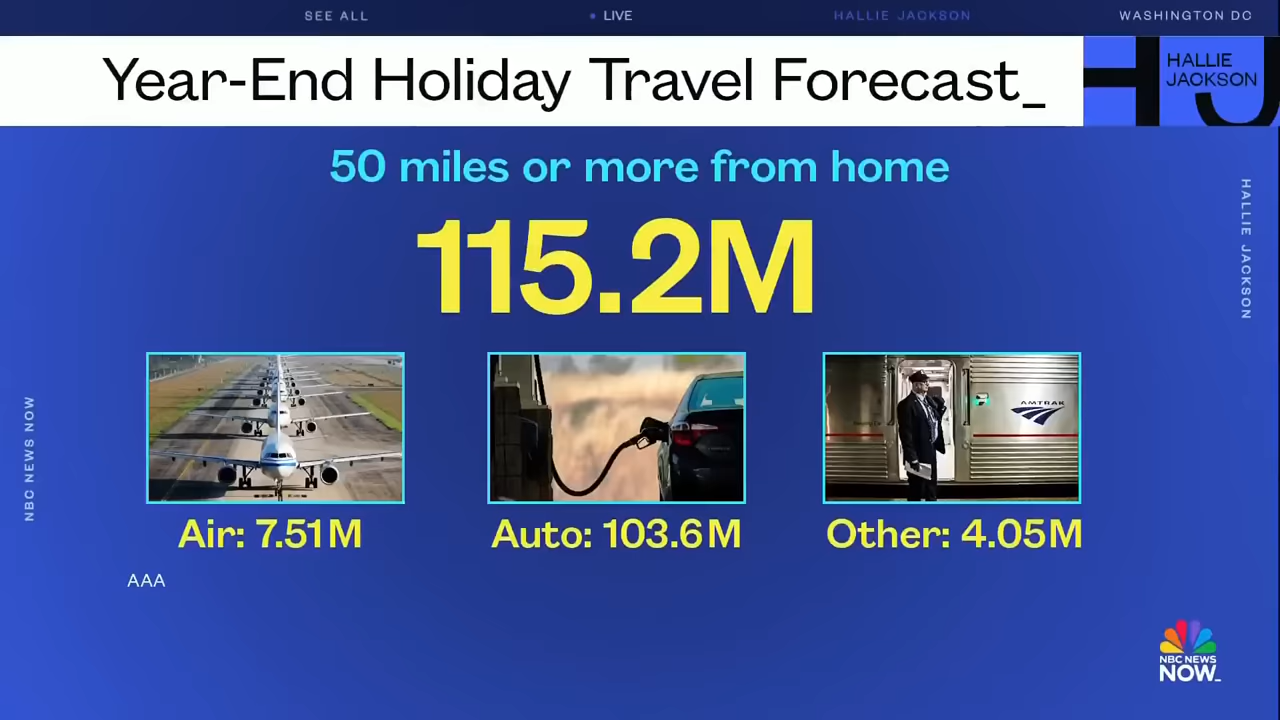 SEE ALL
LIVE
HALLIE JACKSON
WASHINGTON DC
Year-End Holiday Travel Forecast_
HALLIE
JACKSON
50 miles or more from home
115.2M
HALLIE JACKSON
NBC NEWS NOW
AMTRAK
Air: 7.51M
Auto: 103.6M
Other: 4.05M
AAA
NBC NEWS
NOW_